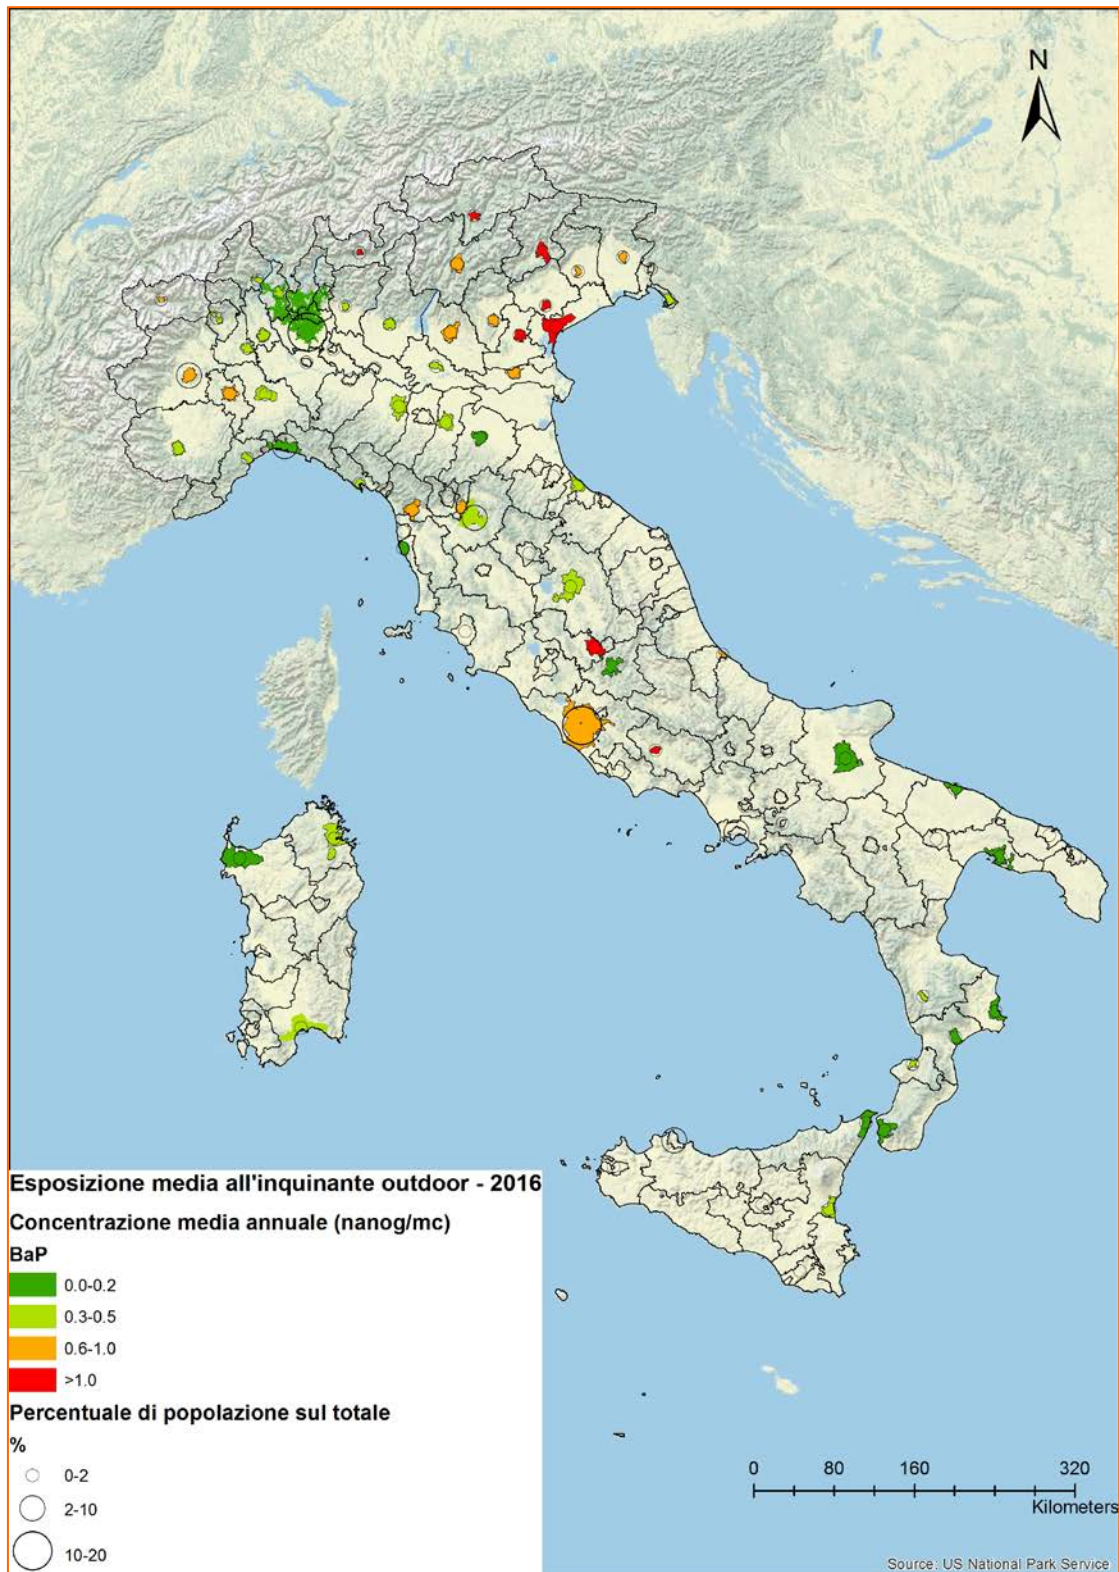 N
Esposizione media all'inquinante outdoor - 2016
Concentrazione media annuale (nanog/mc)
BaP
0.0-0.2
0.3-0.5
0.6-1.0
>1.0
Percentuale di popolazione sul totale
%
0-2
2-10
10-20
0 80 160 320
Kilometers
Source: US National Park Service